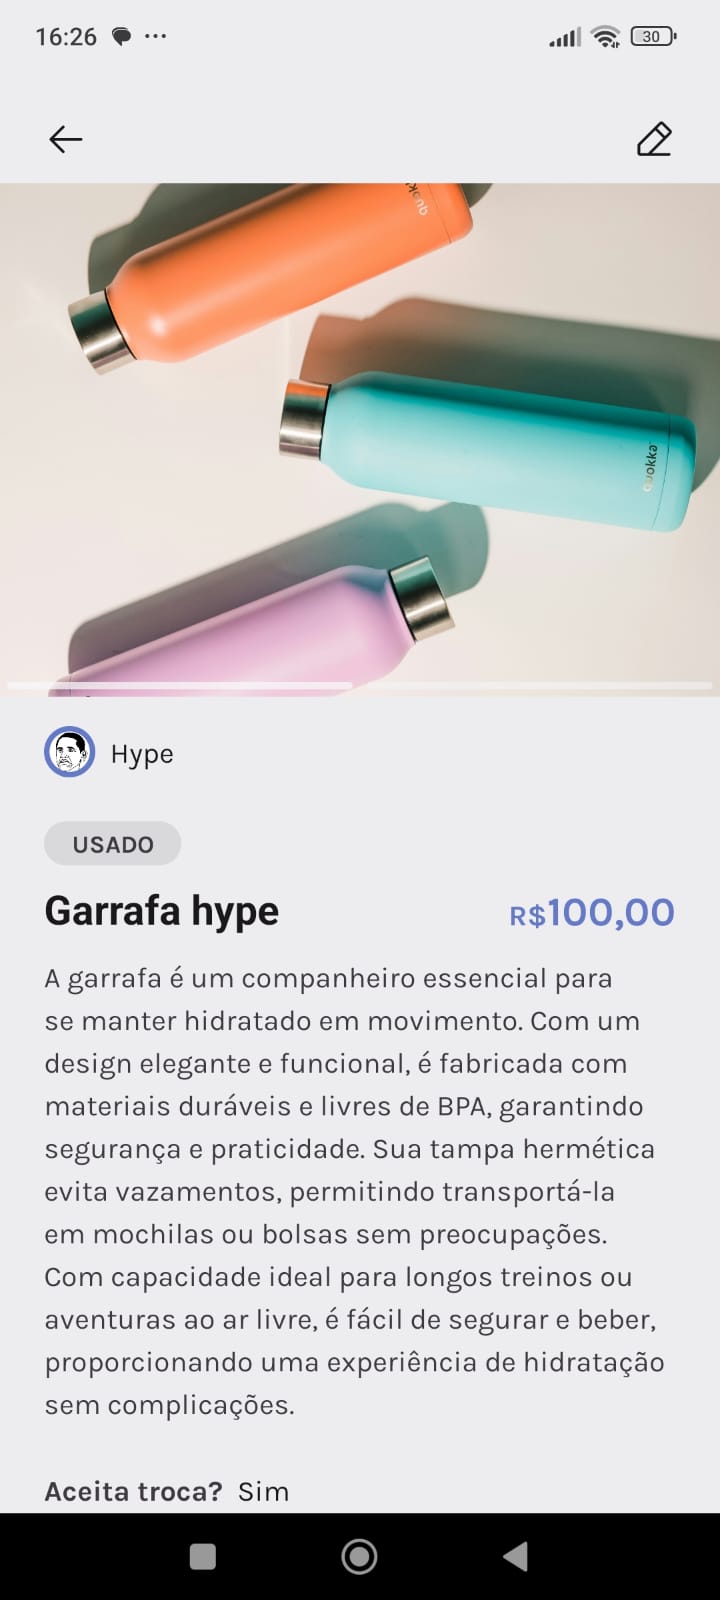 16:26
30
quokka
quokka
Hype
USADO
Garrafa hype
R$100,00
A garrafa é um companheiro essencial para
se manter hidratado em movimento. Com um
design elegante e funcional, é fabricada com
materiais duráveis e livres de BPA, garantindo
segurança e praticidade. Sua tampa hermética
evita vazamentos, permitindo transportá-la
em mochilas ou bolsas sem preocupações.
Com capacidade ideal para longos treinos ou
aventuras ao ar livre, é fácil de segurar e beber,
proporcionando uma experiência de hidratação
sem complicações.
Aceita troca? Sim